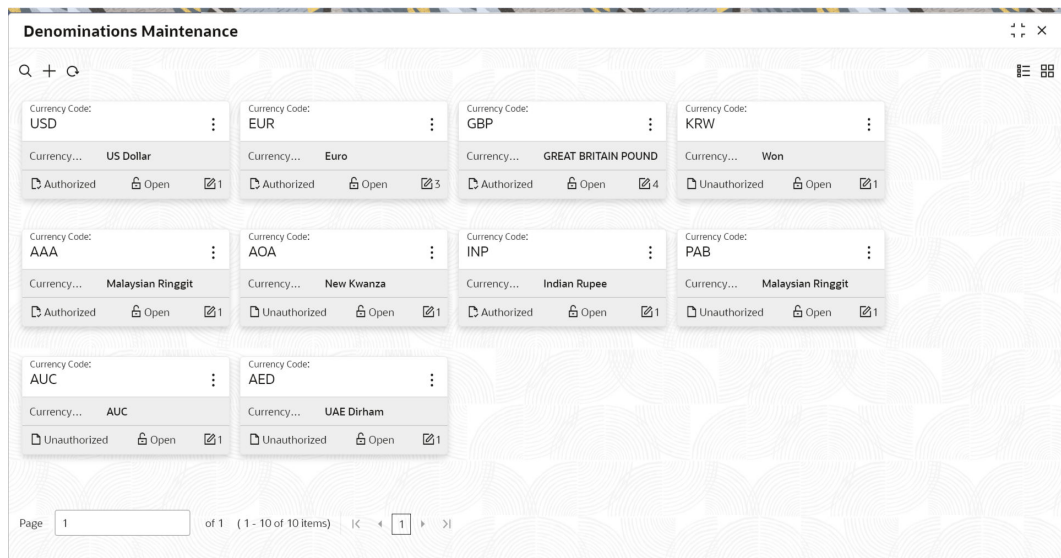 Denominations Maintenance
Currency Code: Currency Code: Currency Code: Currency Code:
USD EUR GBP KRW
Currency... US Dollar Currency... Euro Currency... GREAT BRITAIN POUND Currency... Won
Authorized Open 1 Authorized Open 3 Authorized Open 4 Unauthorized Open 1
Currency Code: Currency Code: Currency Code: Currency Code:
AAA AOA INP PAB
Currency... Malaysian Ringgit Currency... New Kwanza Currency... Indian Rupee Currency... Malaysian Ringgit
Authorized Open 1 Unauthorized Open 1 Authorized Open 1 Unauthorized Open 1
Currency Code: Currency Code:
AUC AED
Currency... AUC Currency... UAE Dirham
Unauthorized Open 1 Unauthorized Open 1
Page 1 of 1 ( 1 - 10 of 10 items) 1